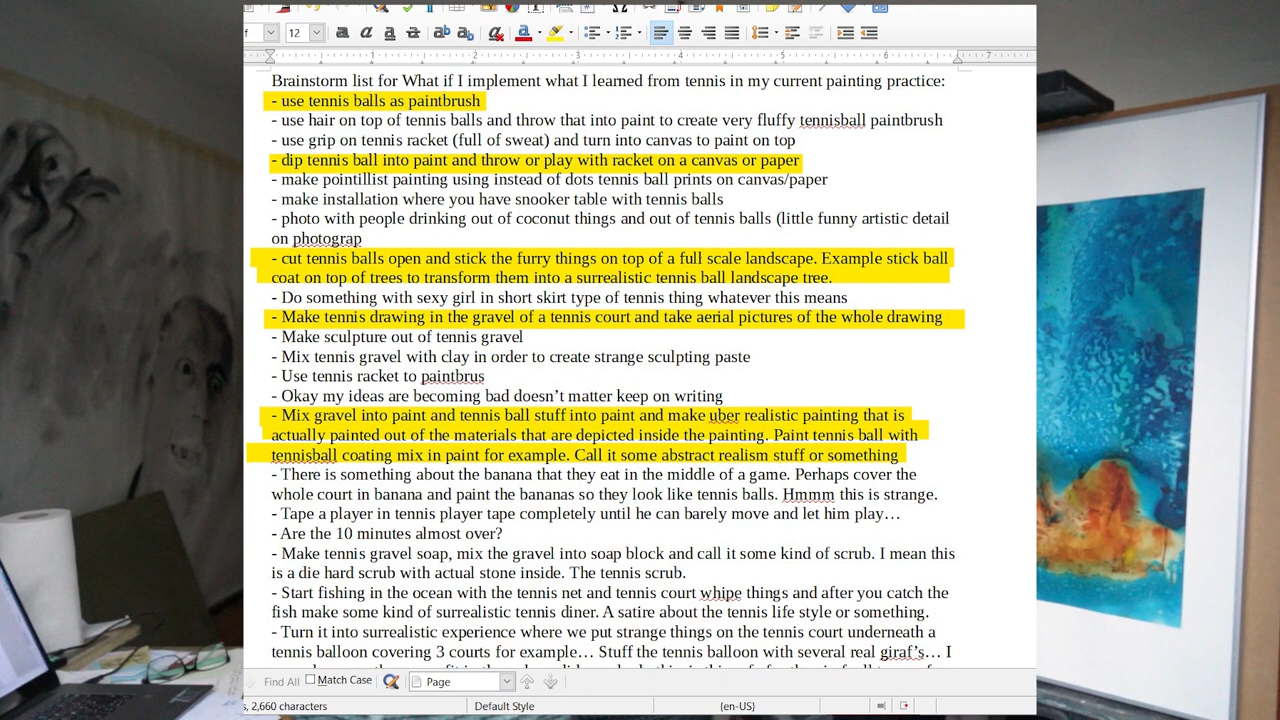 12
1
2
3
4
5
6
7
Brainstorm list for What if I implement what I learned from tennis in my current painting practice:
- use tennis balls as paintbrush
- use hair on top of tennis balls and throw that into paint to create very fluffy tennisball paintbrush
- use grip on tennis racket (full of sweat) and turn into canvas to paint on top
- dip tennis ball into paint and throw or play with racket on a canvas or paper
- make pointillist painting using instead of dots tennis ball prints on canvas/paper
- make installation where you have snooker table with tennis balls
- photo with people drinking out of coconut things and out of tennis balls (little funny artistic detail
on photograp
- cut tennis balls open and stick the furry things on top of a full scale landscape. Example stick ball
coat on top of trees to transform them into a surrealistic tennis ball landscape tree.
- Do something with sexy girl in short skirt type of tennis thing whatever this means
- Make tennis drawing in the gravel of a tennis court and take aerial pictures of the whole drawing
- Make sculpture out of tennis gravel
- Mix tennis gravel with clay in order to create strange sculpting paste
- Use tennis racket to paintbrus
- Okay my ideas are becoming bad doesn't matter keep on writing
- Mix gravel into paint and tennis ball stuff into paint and make uber realistic painting that is
actually painted out of the materials that are depicted inside the painting. Paint tennis ball with
tennisball coating mix in paint for example. Call it some abstract realism stuff or something
- There is something about the banana that they eat in the middle of a game. Perhaps cover the
whole court in banana and paint the bananas so they look like tennis balls. Hmmm this is strange.
- Tape a player in tennis player tape completely until he can barely move and let him play…
- Are the 10 minutes almost over?
- Make tennis gravel soap, mix the gravel into soap block and call it some kind of scrub. I mean this
is a die hard scrub with actual stone inside. The tennis scrub.
- Start fishing in the ocean with the tennis net and tennis court whipe things and after you catch the
fish make some kind of surrealistic tennis diner. A satire about the tennis life style or something.
- Turn it into surrealistic experience where we put strange things on the tennis court underneath a
tennis balloon covering 3 courts for example… Stuff the tennis balloon with several real giraf's… I
Find All Match Case Page
s, 2,660 characters Default Style {en-US}